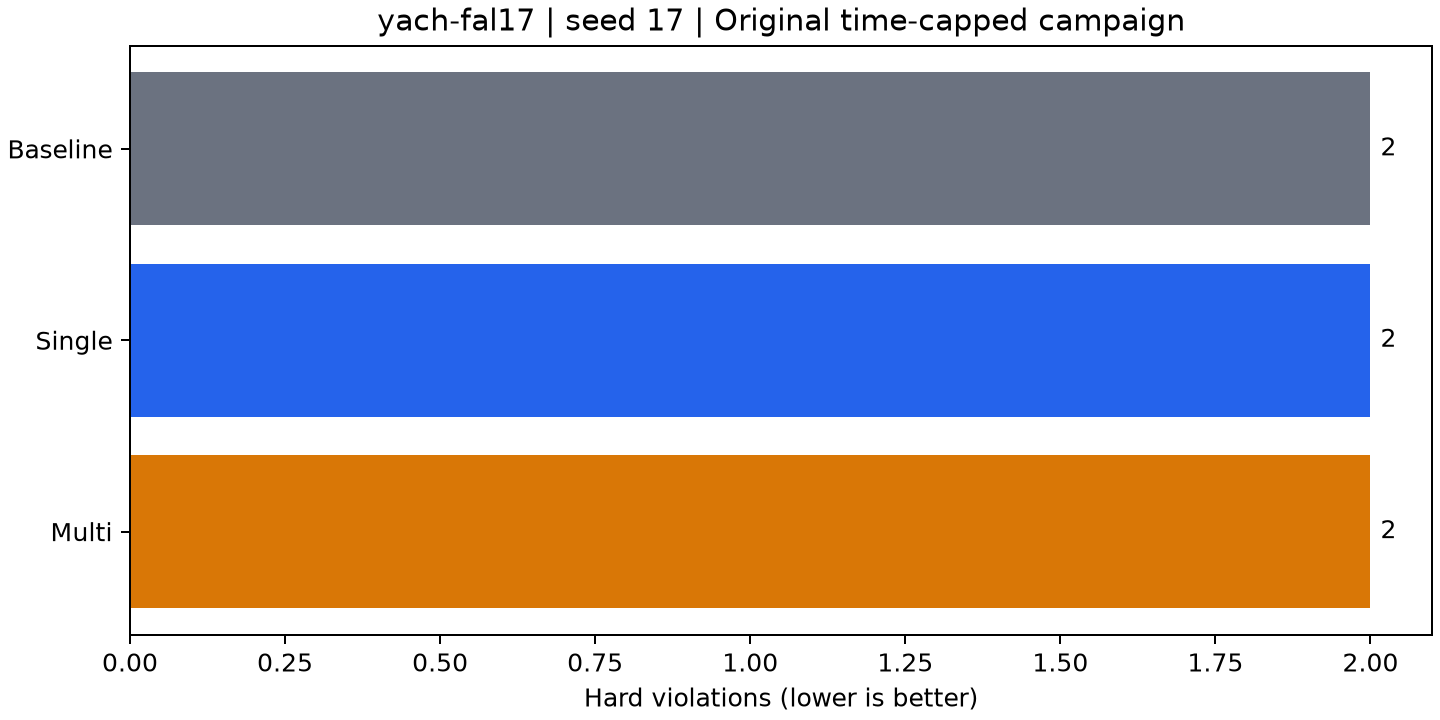 yach-fal17 | seed 17 | Original time-capped campaign
Baseline
2
Single
2
Multi
2
0.00 0.25 0.50 0.75 1.00 1.25 1.50 1.75 2.00
Hard violations (lower is better)